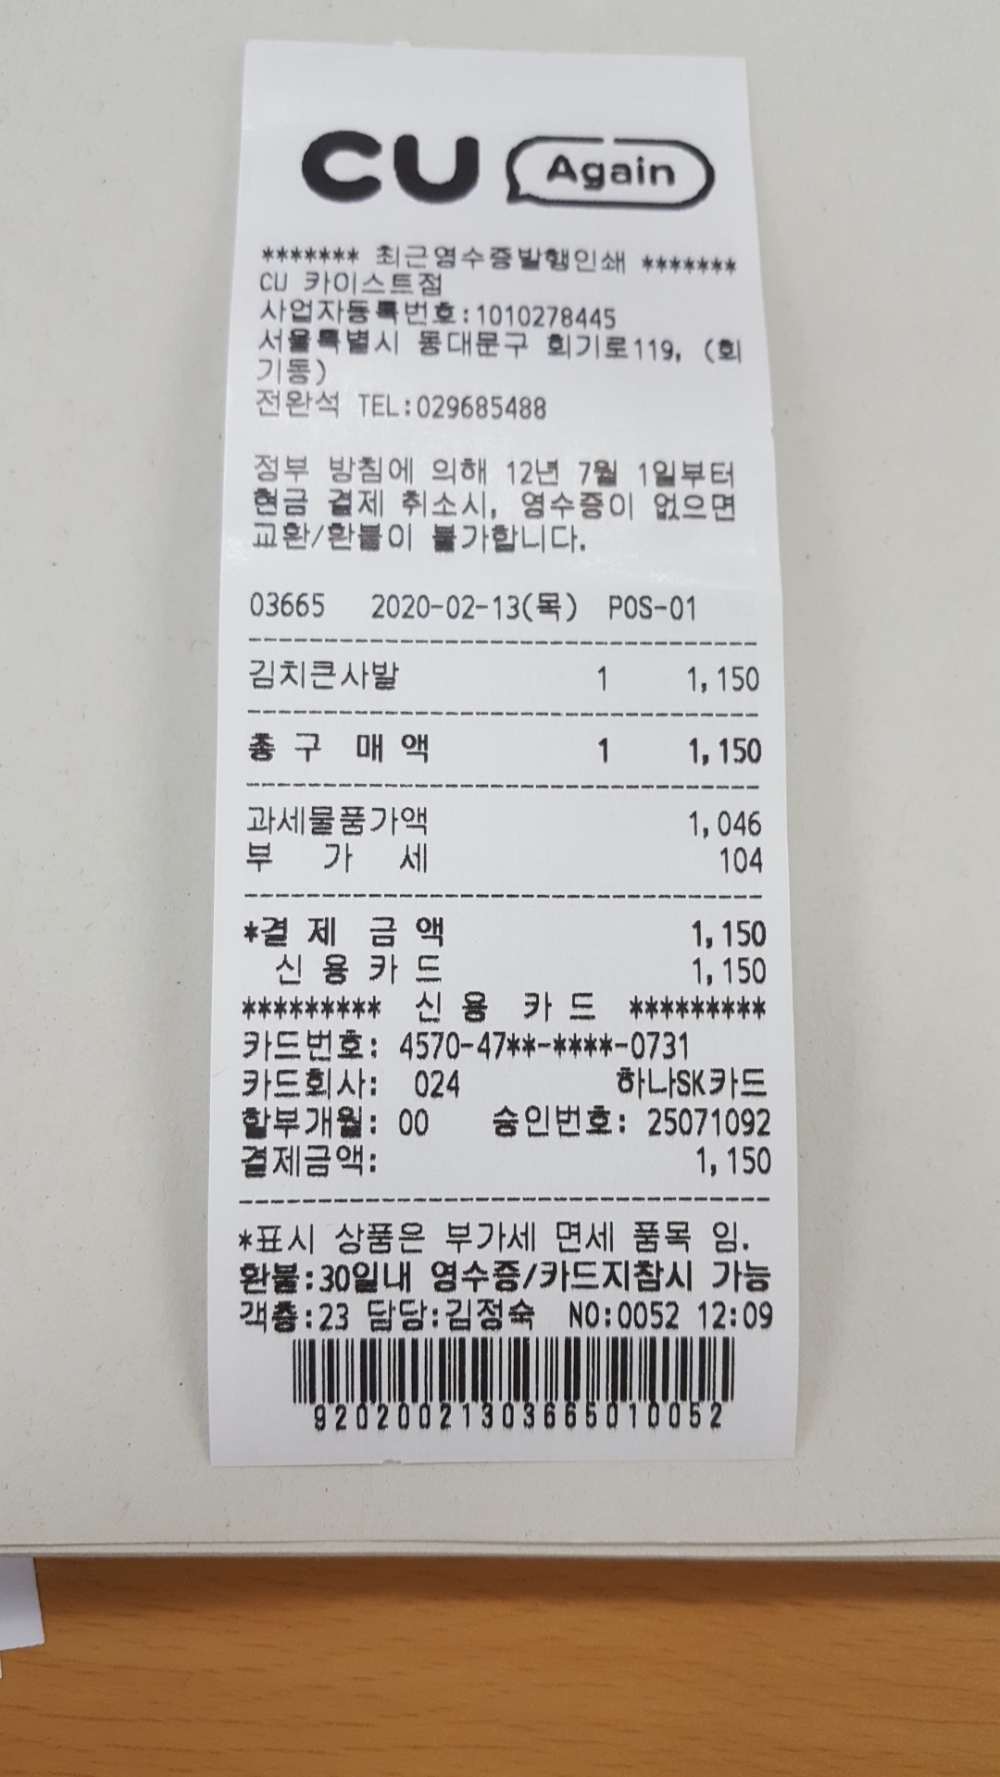 CU Again
******* 최근영수증발행인쇄 *******
CU 카이스트점
사업자등록번호:1010278445
서울특별시 동대문구 회기로119, (회
기동)
전완석 TEL:029685488
정부 방침에 의해 12년 7월 1일부터
현금 결제 취소시, 영수증이 없으면
교환/환불이 불가합니다.
03665 2020-02-13(목) POS-01
김치큰사발 1 1,150
총 구 매 액 1 1,150
과세물품가액 1,046
부 가 세 104
*결 제 금 액 1,150
신 용 카 드 1,150
********* 신 용 카 드 *********
카드번호: 4570-47**-****-0731
카드회사: 024 하나SK카드
할부개월: 00 승인번호: 25071092
결제금액: 1,150
*표시 상품은 부가세 면세 품목 임.
환불:30일내 영수증/카드지참시 가능
객층:23 담당:김정숙 NO:0052 12:09
92020021303665010052